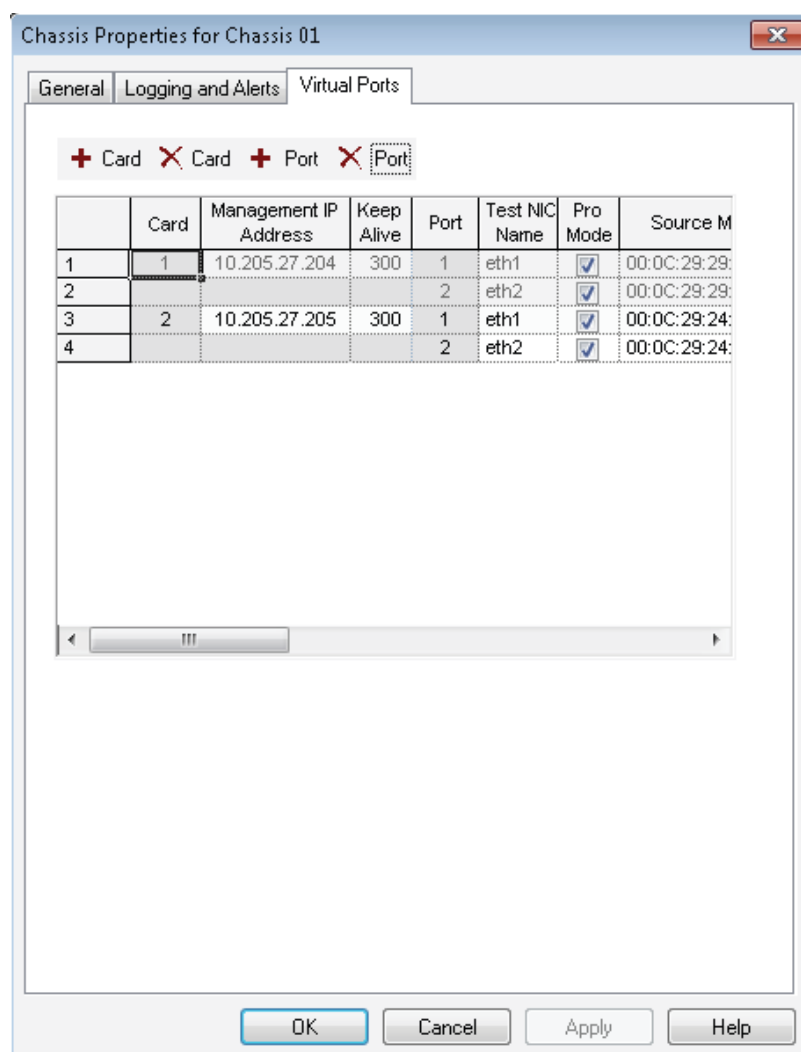 Chassis Properties for Chassis 01
General Logging and Alerts Virtual Ports
Card Card Port Port
Card Management IP Address Keep Alive Port Test NIC Name Pro Mode Source M
1 1 10.205.27.204 300 1 eth1 00:0C:29:29:
2 2 eth2 00:0C:29:29:
3 2 10.205.27.205 300 1 eth1 00:0C:29:24:
4 2 eth2 00:0C:29:24:
OK Cancel Apply Help